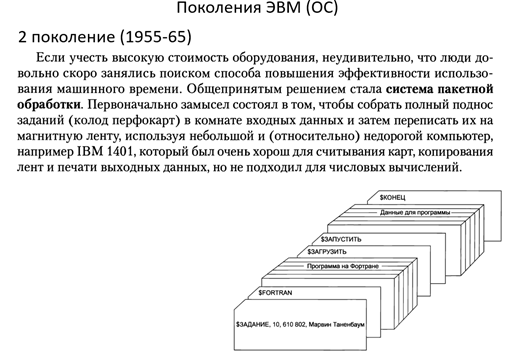 Поколения ЭВМ (ОС)
2 поколение (1955-65)
Если учесть высокую стоимость оборудования, неудивительно, что люди до-
вольно скоро занялись поиском способа повышения эффективности использо-
вания машинного времени. Общепринятым решением стала система пакетной
обработки. Первоначально замысел состоял в том, чтобы собрать полный поднос
заданий (колод перфокарт) в комнате входных данных и затем переписать их на
магнитную ленту, используя небольшой и (относительно) недорогой компьютер,
например IBM 1401, который был очень хорош для считывания карт, копирования
лент и печати выходных данных, но не подходил для числовых вычислений.
$КОНЕЦ
Данные для программы
$ЗАПУСТИТЬ
$ЗАГРУЗИТЬ
Программа на Фортране
$FORTRAN
$ЗАДАНИЕ, 10, 610 802, Марвин Таненбаум